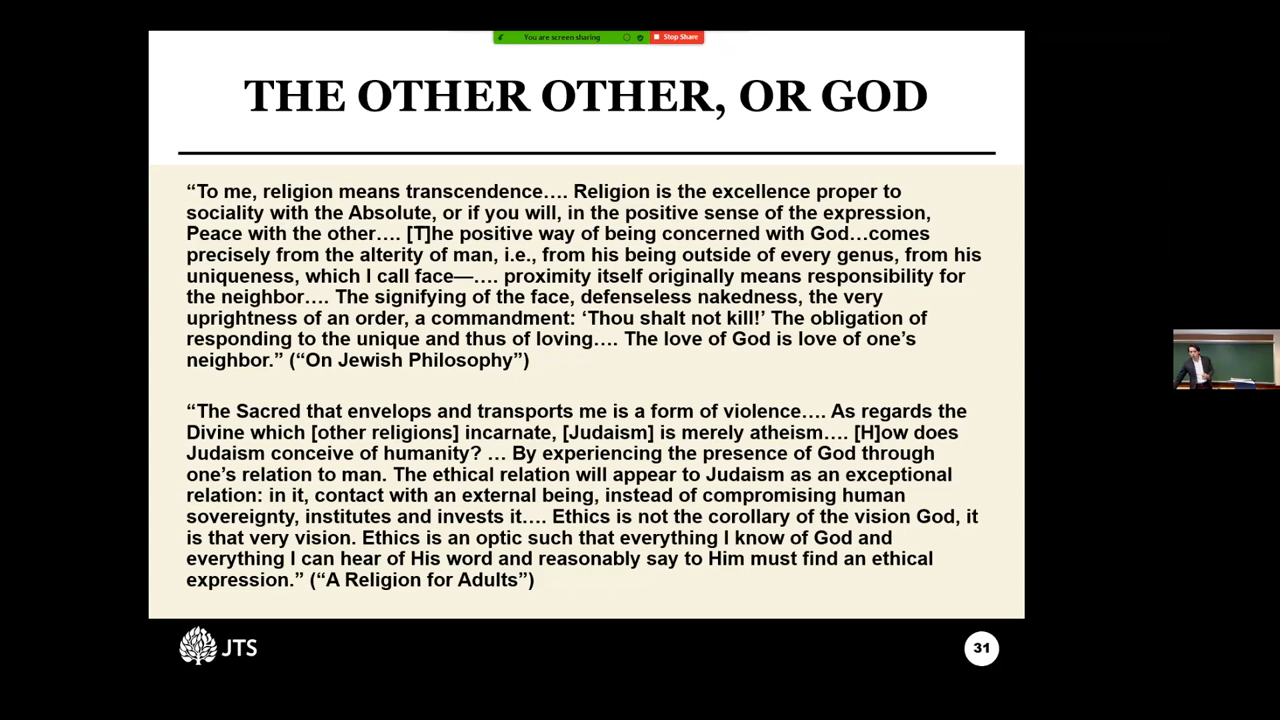 You are screen sharing
Stop Share
THE OTHER OTHER, OR GOD
“To me, religion means transcendence…. Religion is the excellence proper to
sociality with the Absolute, or if you will, in the positive sense of the expression,
Peace with the other…. [T]he positive way of being concerned with God…comes
precisely from the alterity of man, i.e., from his being outside of every genus, from his
uniqueness, which I call face—…. proximity itself originally means responsibility for
the neighbor…. The signifying of the face, defenseless nakedness, the very
uprightness of an order, a commandment: ‘Thou shalt not kill!’ The obligation of
responding to the unique and thus of loving…. The love of God is love of one’s
neighbor.” (“On Jewish Philosophy”)
“The Sacred that envelops and transports me is a form of violence…. As regards the
Divine which [other religions] incarnate, [Judaism] is merely atheism…. [H]ow does
Judaism conceive of humanity? … By experiencing the presence of God through
one’s relation to man. The ethical relation will appear to Judaism as an exceptional
relation: in it, contact with an external being, instead of compromising human
sovereignty, institutes and invests it…. Ethics is not the corollary of the vision God, it
is that very vision. Ethics is an optic such that everything I know of God and
everything I can hear of His word and reasonably say to Him must find an ethical
expression.” (“A Religion for Adults”)
JTS
31